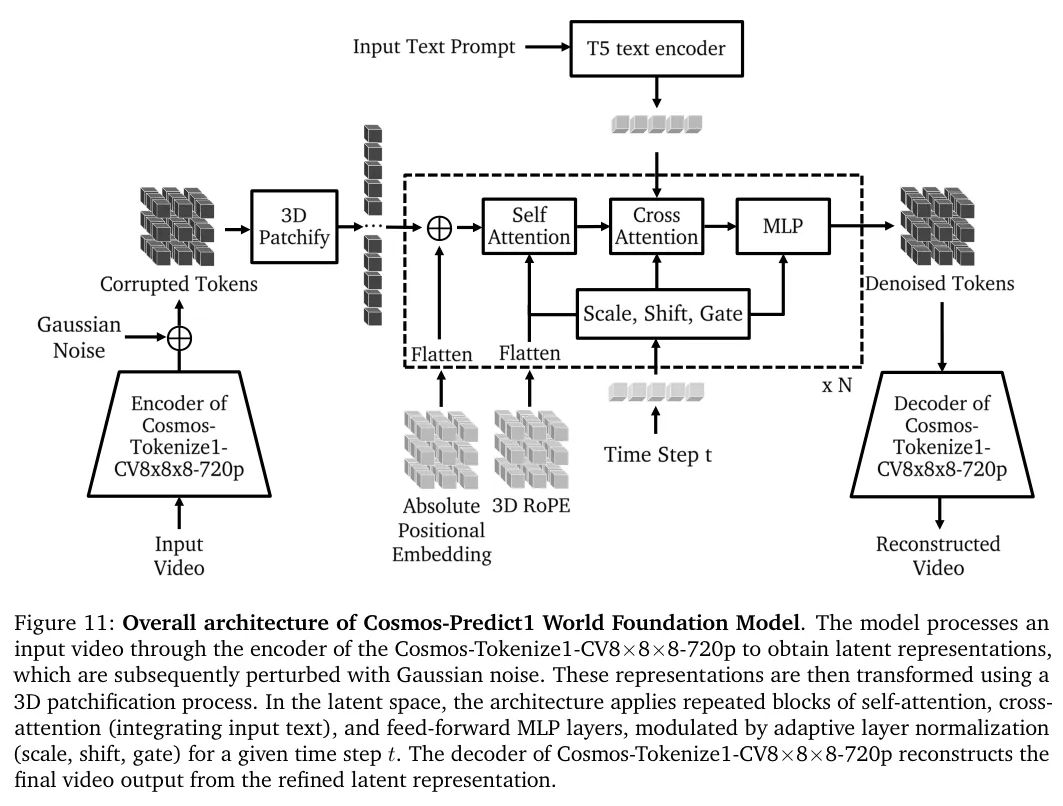 Input Text Prompt
T5 text encoder
3D
Patchify
...
Self
Attention
Cross
Attention
MLP
Corrupted Tokens
Denoised Tokens
Gaussian
Noise
Scale, Shift, Gate
Flatten
Flatten
x N
Encoder of
Cosmos-
Tokenize1-
CV8x8x8-720p
Time Step t
Decoder of
Cosmos-
Tokenize1-
CV8x8x8-720p
Absolute
Positional
Embedding
3D RoPE
Input
Video
Reconstructed
Video
Figure 11: Overall architecture of Cosmos-Predict1 World Foundation Model. The model processes an
input video through the encoder of the Cosmos-Tokenize1-CV8×8×8-720p to obtain latent representations,
which are subsequently perturbed with Gaussian noise. These representations are then transformed using a
3D patchification process. In the latent space, the architecture applies repeated blocks of self-attention, cross-
attention (integrating input text), and feed-forward MLP layers, modulated by adaptive layer normalization
(scale, shift, gate) for a given time step t. The decoder of Cosmos-Tokenize1-CV8×8×8-720p reconstructs the
final video output from the refined latent representation.